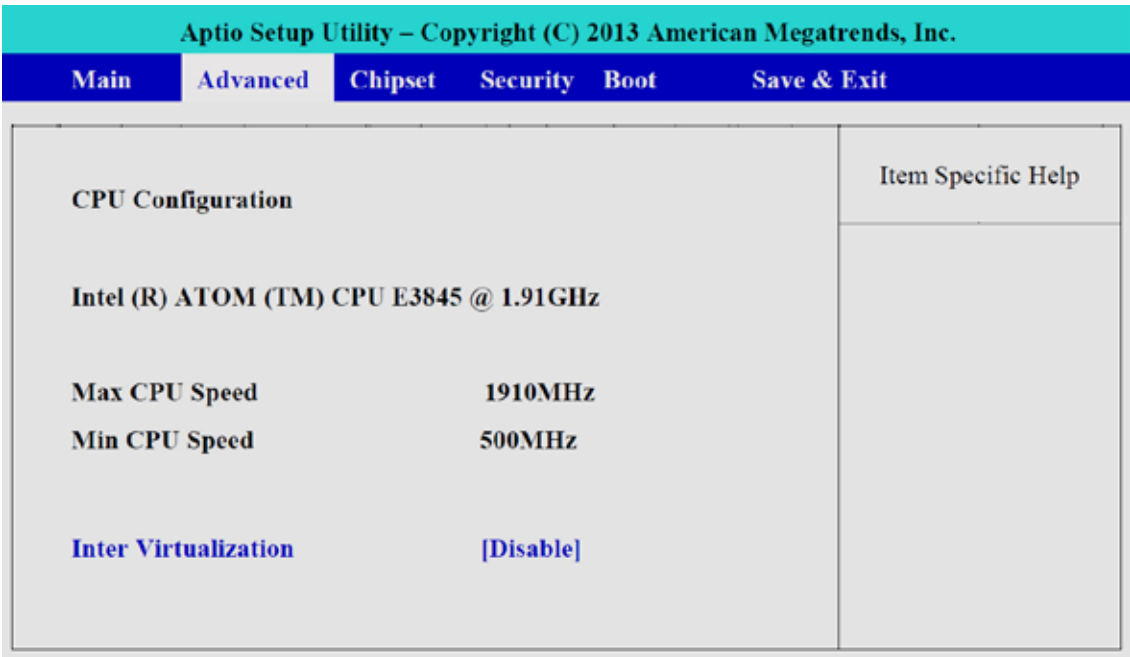 Aptio Setup Utility – Copyright (C) 2013 American Megatrends, Inc.
Main Advanced Chipset Security Boot Save & Exit
CPU Configuration
Item Specific Help
Intel (R) ATOM (TM) CPU E3845 @ 1.91GHz
Max CPU Speed 1910MHz
Min CPU Speed 500MHz
Inter Virtualization [Disable]